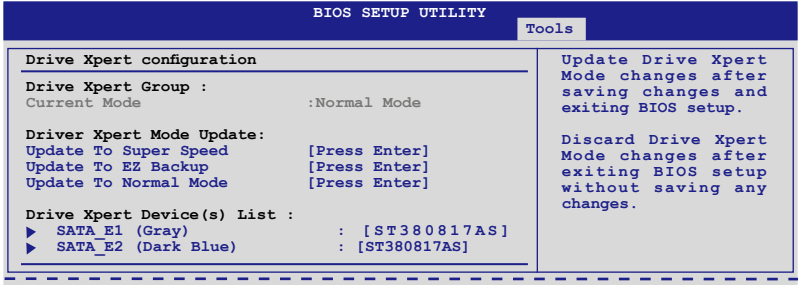 BIOS SETUP UTILITY
Tools
Drive Xpert configuration
Drive Xpert Group :
Current Mode :Normal Mode
Driver Xpert Mode Update:
Update To Super Speed [Press Enter]
Update To EZ Backup [Press Enter]
Update To Normal Mode [Press Enter]
Drive Xpert Device(s) List :
SATA_E1 (Gray) : [ST380817AS]
SATA_E2 (Dark Blue) : [ST380817AS]
Update Drive Xpert
Mode changes after
saving changes and
exiting BIOS setup.
Discard Drive Xpert
Mode changes after
exiting BIOS setup
without saving any
changes.